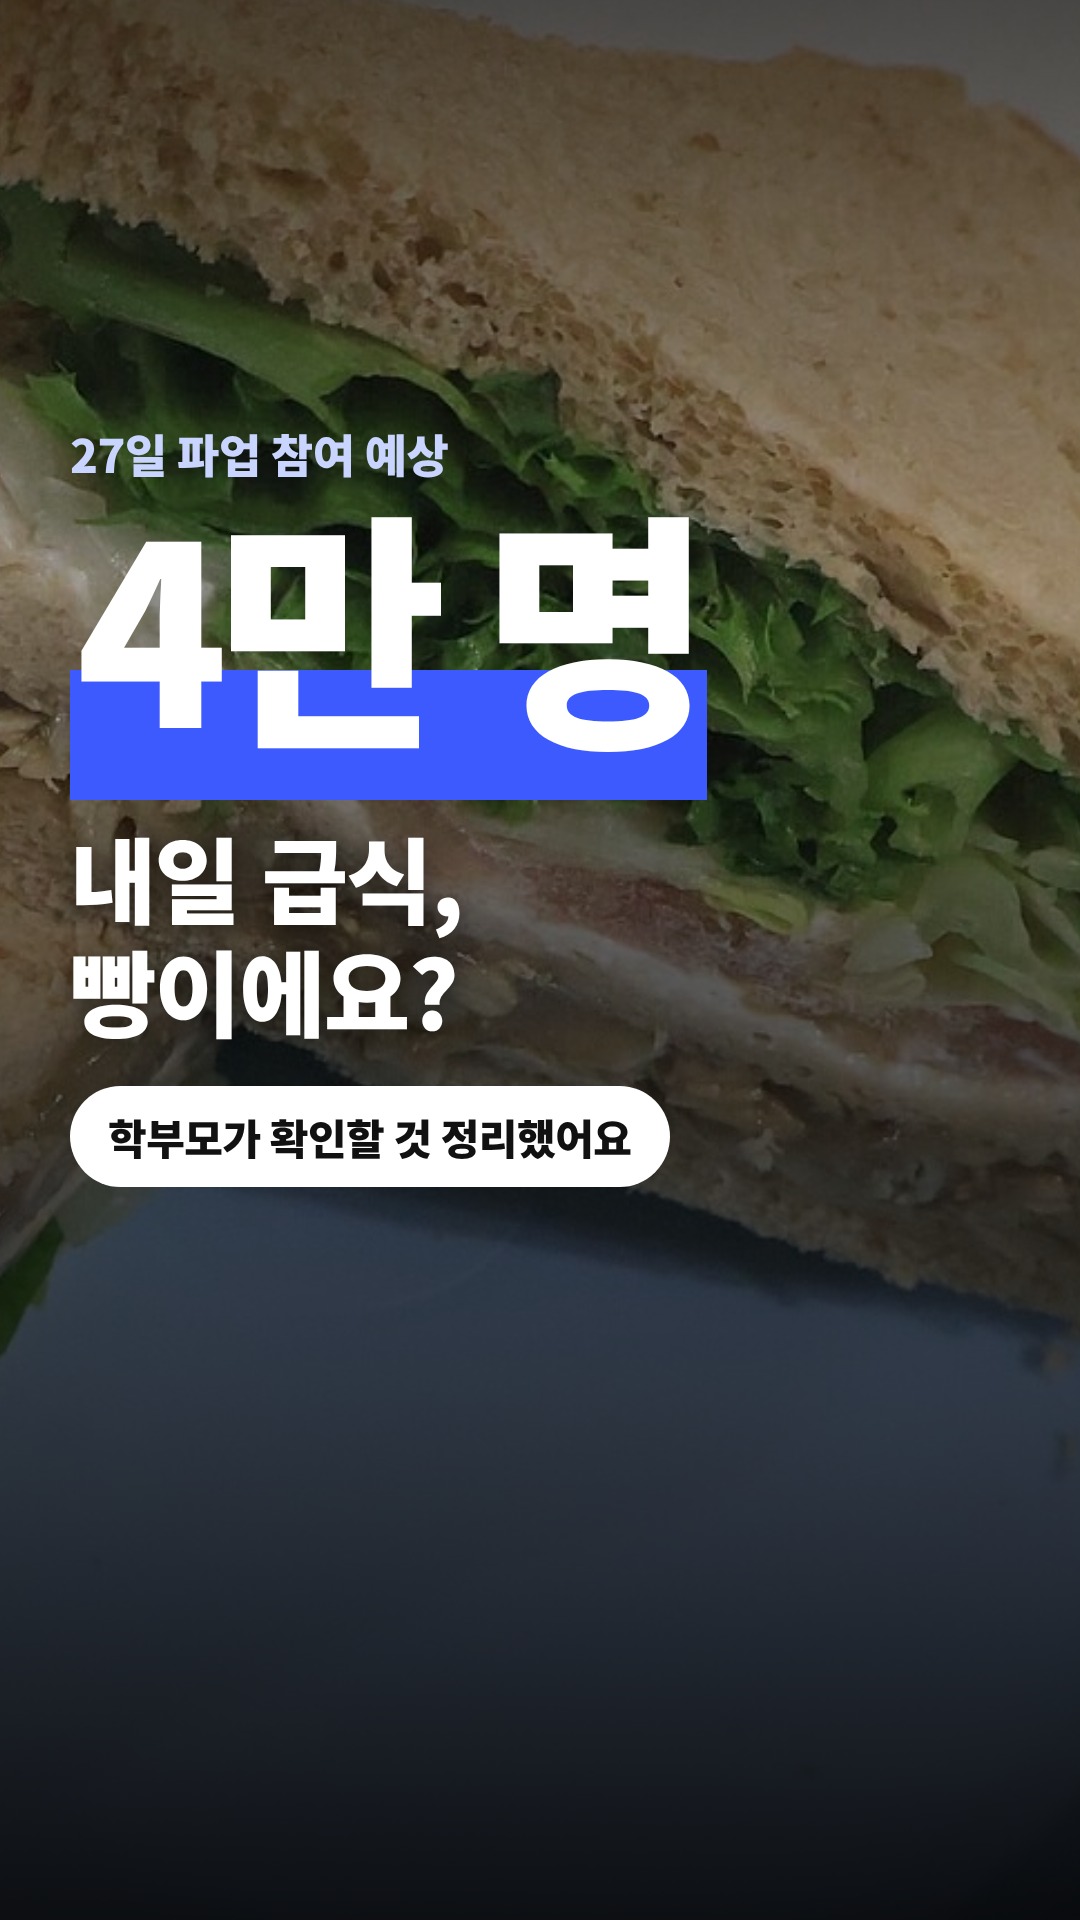 27일 파업 참여 예상
4만 명
내일 급식,
빵이에요?
학부모가 확인할 것 정리했어요